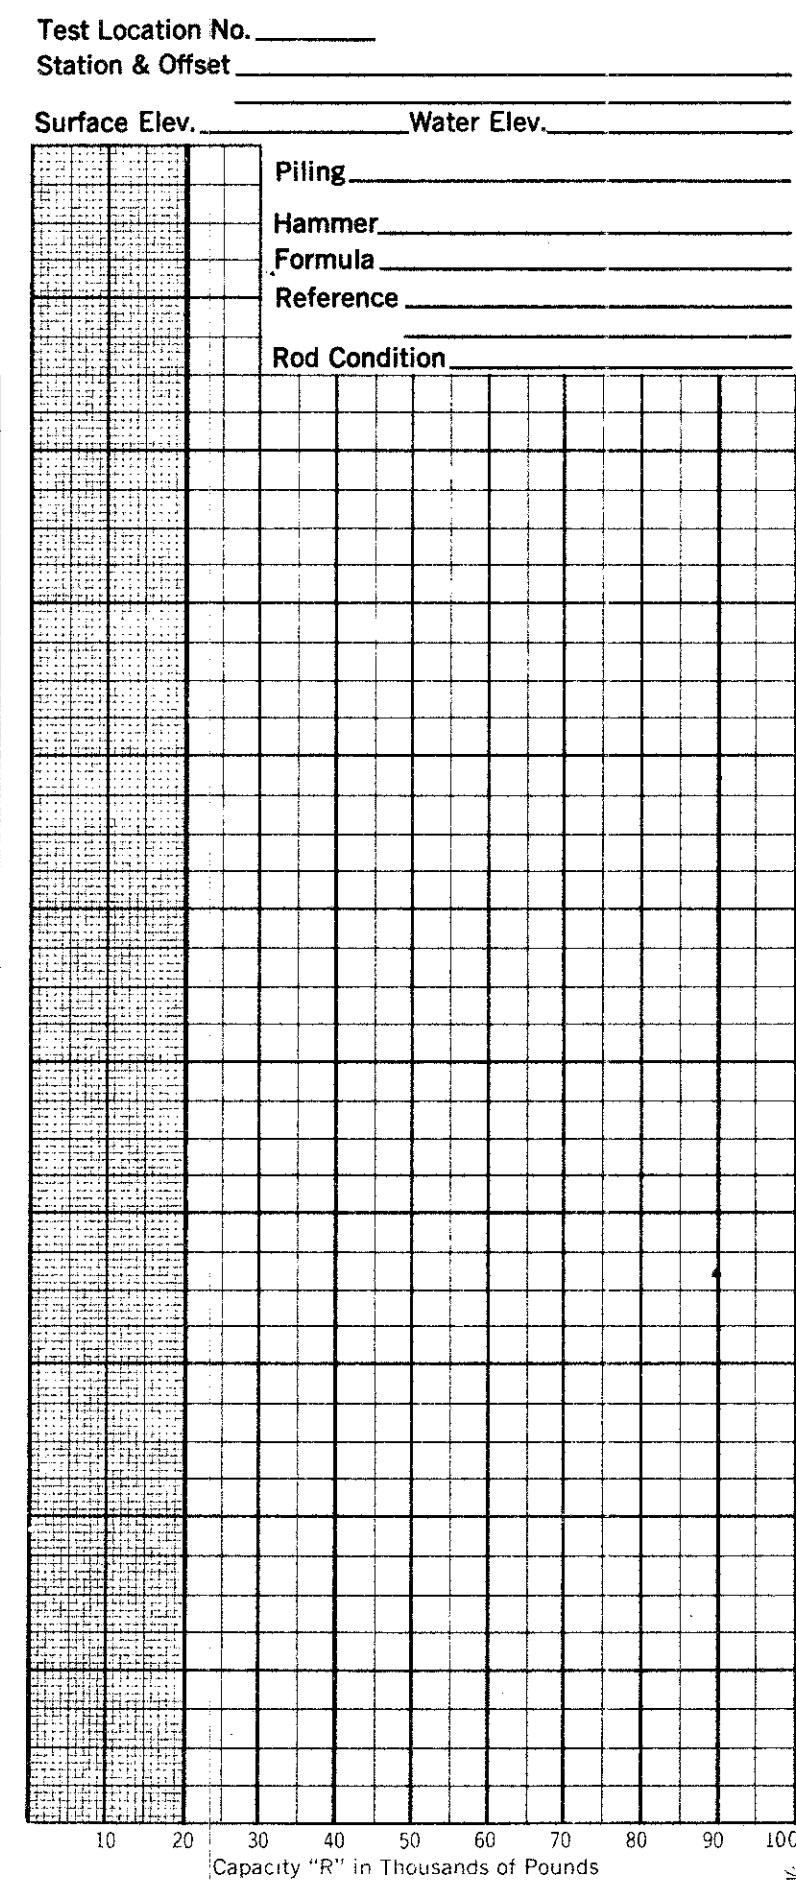 Test Location No.
Station & Offset
Surface Elev. Water Elev.
Piling
Hammer
Formula
Reference
Rod Condition
10 20 30 40 50 60 70 80 90 100
Capacity "R" in Thousands of Pounds